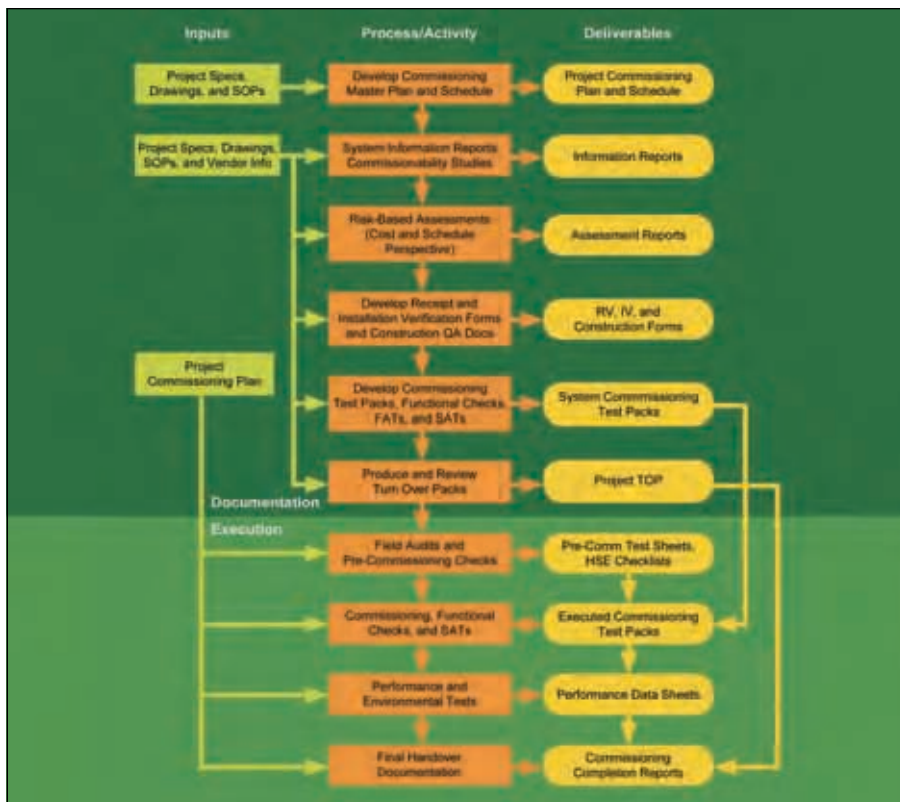 Inputs
Process/Activity
Deliverables
Project Specs,
Drawings, and SOPs
Develop Commissioning
Master Plan and Schedule
Project Commissioning
Plan and Schedule
Project Specs, Drawings,
SOPs, and Vendor Info
System Information Reports
Commissionability Studies
Information Reports
Risk-Based Assessments
(Cost and Schedule
Perspective)
Assessment Reports
Develop Receipt and
Installation Verification Forms
and Construction QA Docs
RV, IV, and
Construction Forms
Project
Commissioning Plan
Develop Commissioning
Test Packs, Functional Checks
FATs, and SATs
System Commissioning
Test Packs
Produce and Review
Turn Over Packs
Project TOP
Documentation
Execution
Field Audits and
Pre-Commissioning Checks
Pre-Comm Test Sheets,
HSE Checklists
Commissioning, Functional
Checks, and SATs
Executed Commissioning
Test Packs
Performance and
Environmental Tests
Performance Data Sheets
Final Handover
Documentation
Commissioning
Completion Reports